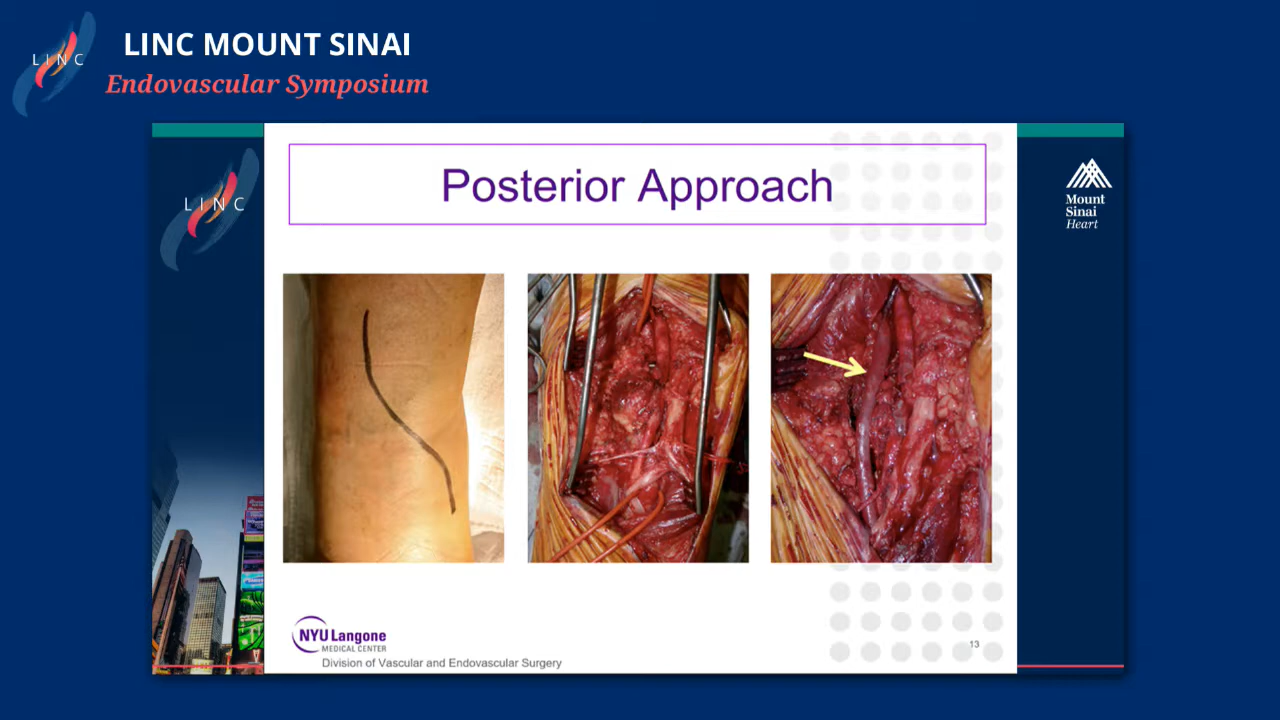 LINC
LINC MOUNT SINAI
Endovascular Symposium
LINC
Posterior Approach
Mount
Sinai
Heart
NYU Langone
MEDICAL CENTER
Division of Vascular and Endovascular Surgery
13